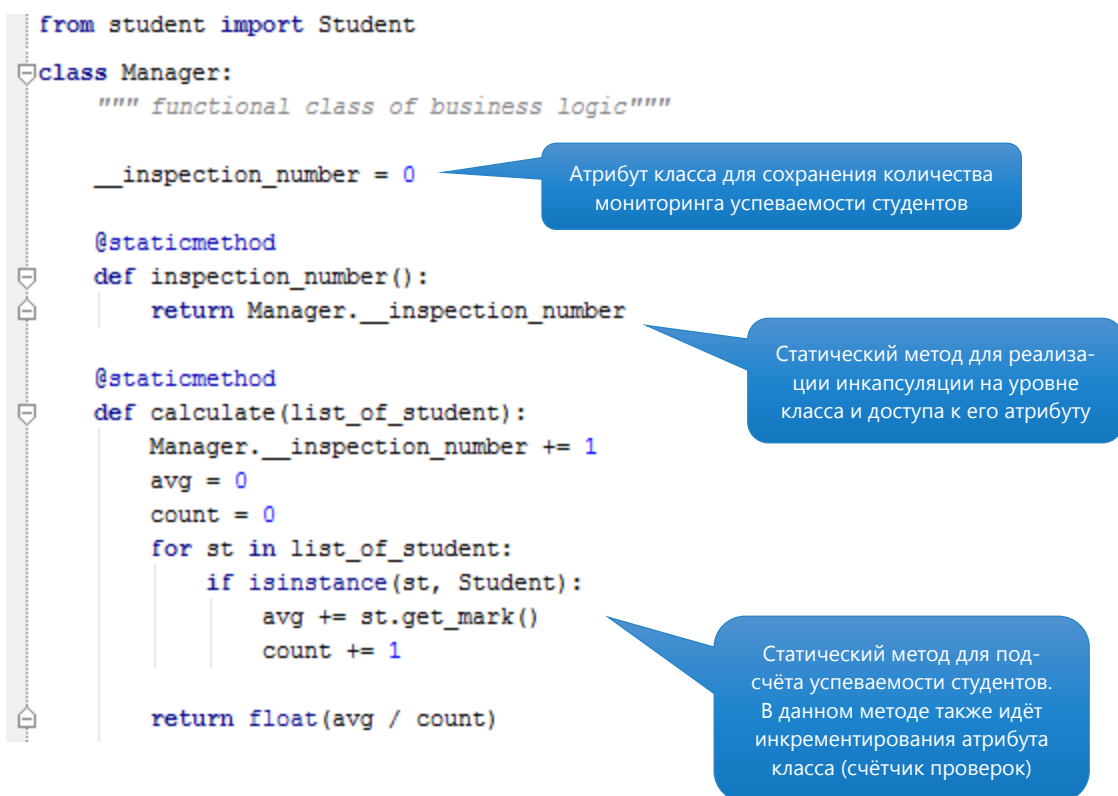 from student import Student
class Manager:
""" functional class of business logic"""
__inspection_number = 0
Атрибут класса для сохранения количества
мониторинга успеваемости студентов
@staticmethod
def inspection_number():
return Manager.__inspection_number
Статический метод для реализа-
ции инкапсуляции на уровне
класса и доступа к его атрибуту
@staticmethod
def calculate(list_of_student):
Manager.__inspection_number += 1
avg = 0
count = 0
for st in list_of_student:
if isinstance(st, Student):
avg += st.get_mark()
count += 1
return float(avg / count)
Статический метод для под-
счёта успеваемости студентов.
В данном методе также идёт
инкрементирования атрибута
класса (счётчик проверок)